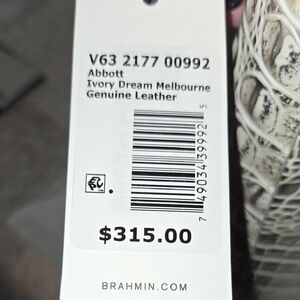 V63 2177 00992
Abbott
Ivory Dream Melbourne
Genuine Leather
7 49034 39992 5
$315.00
BRAHMIN.COM